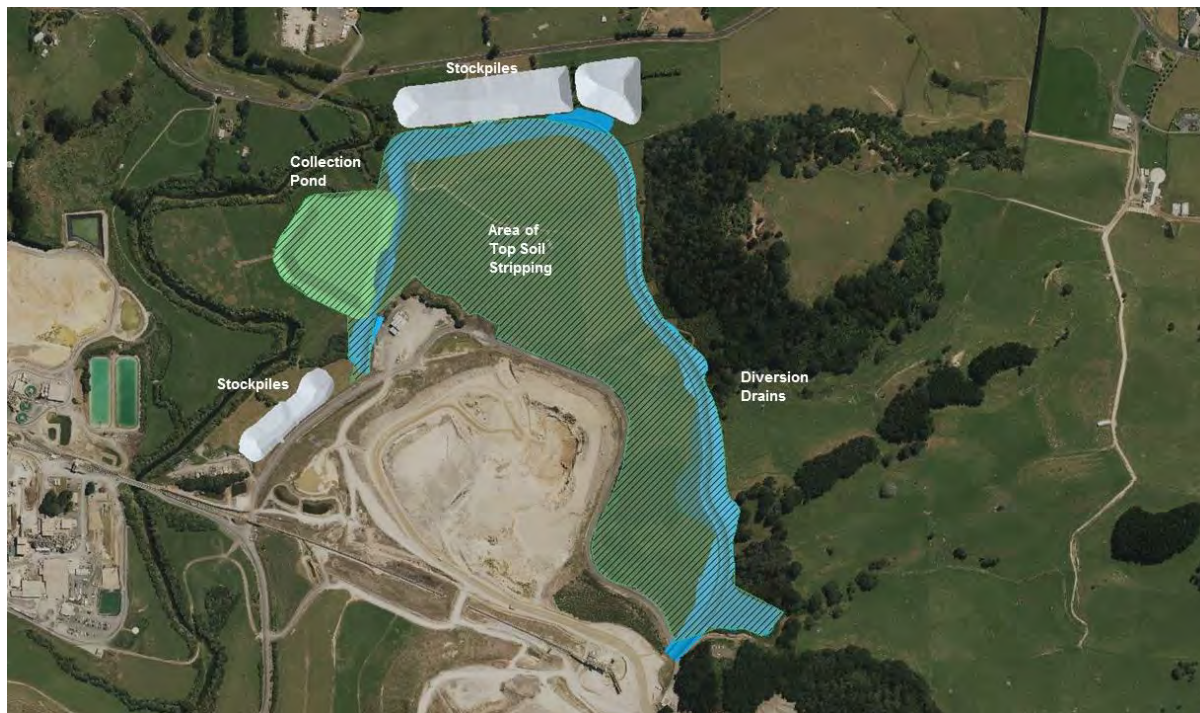 Stockpiles
Collection
Pond
Area of
Top Soil
Stripping
Stockpiles
Diversion
Drains